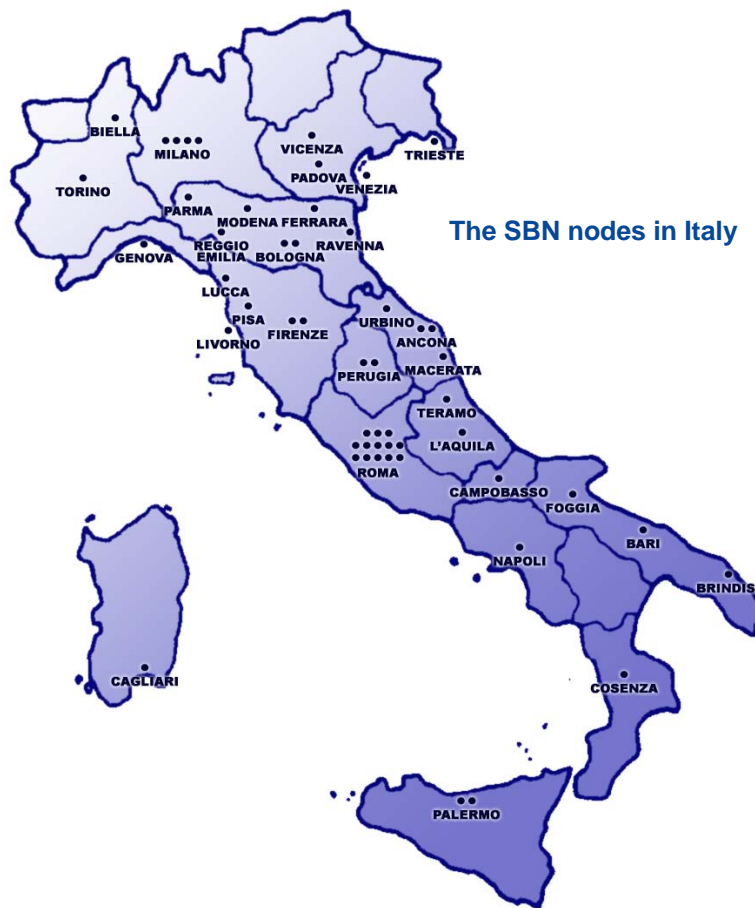 BIELLA
MILANO
VICENZA
TRIESTE
PADOVA
TORINO
VENEZIA
PARMA
MODENA
FERRARA
The SBN nodes in Italy
REGGIO
EMILIA
BOLOGNA
RAVENNA
GENOVA
LUCCA
PISA
URBINO
FIRENZE
ANCONA
LIVORNO
MACERATA
PERUGIA
TERAMO
L'AQUILA
ROMA
CAMPOBASSO
FOGGIA
BARI
NAPOLI
BRINDIS
CAGLIARI
COSENZA
PALERMO